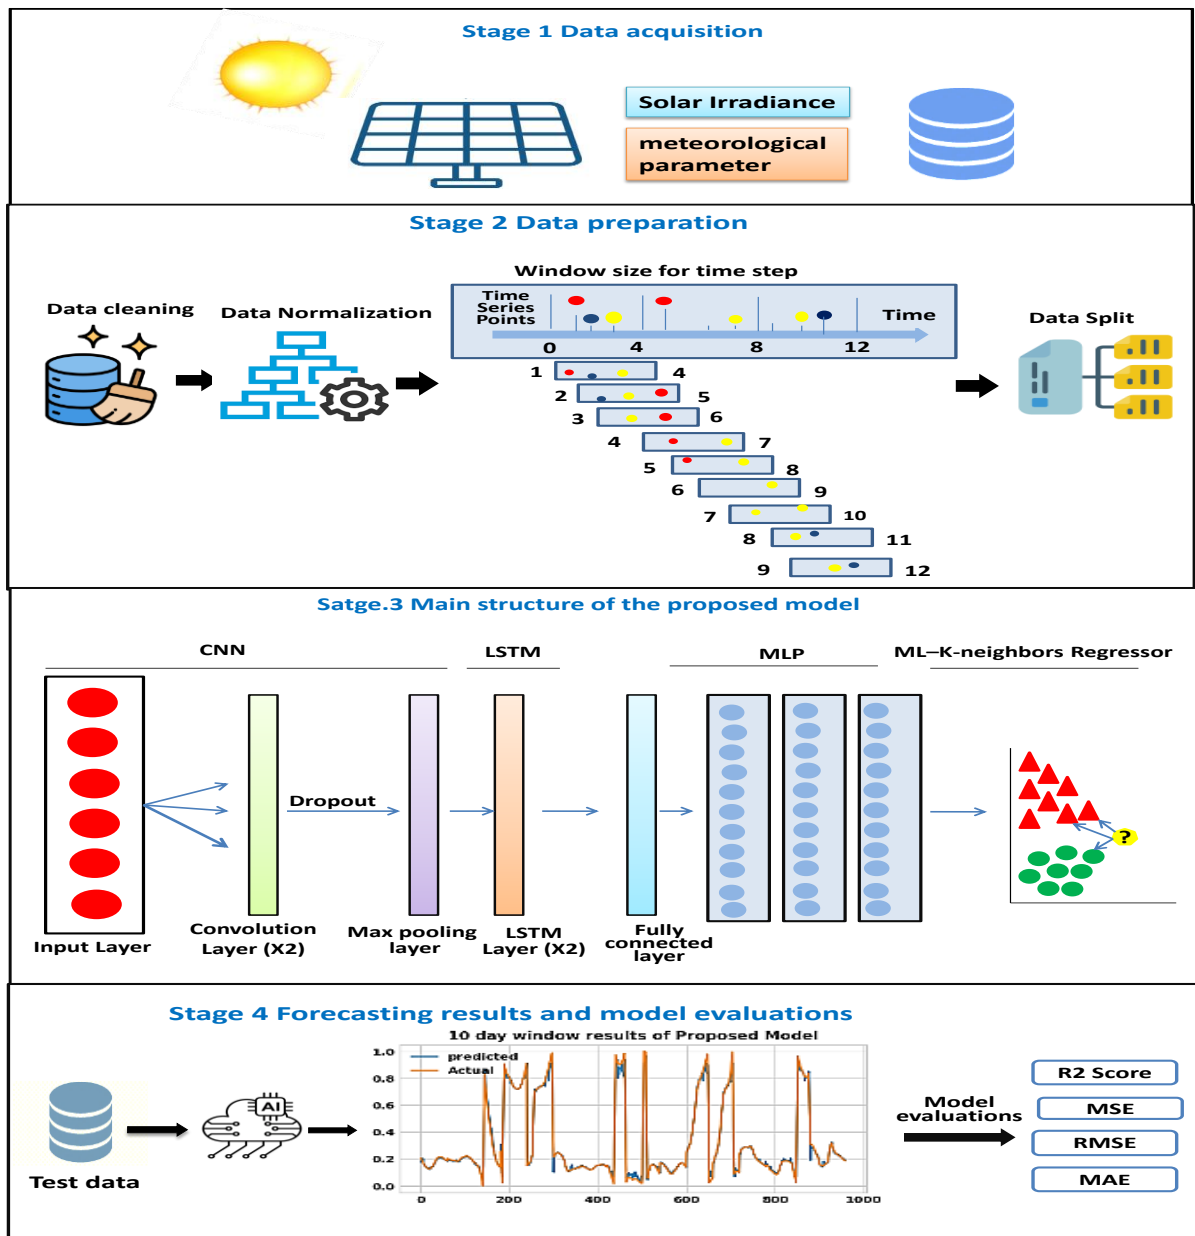 Stage 1 Data acquisition
Solar Irradiance
meteorological
parameter
Stage 2 Data preparation
Data cleaning
Data Normalization
Window size for time step
Time
Series
Points
Time
0 4 8 12
1 4
2 5
3 6
4 7
5 8
6 9
7 10
8 11
9 12
Data Split
Satge.3 Main structure of the proposed model
CNN
LSTM
MLP
ML–K-neighbors Regressor
Dropout
?
Input Layer
Convolution
Layer (X2)
Max pooling
layer
LSTM
Layer (X2)
Fully
connected
layer
Stage 4 Forecasting results and model evaluations
Test data
AI
10 day window results of Proposed Model
predicted
Actual
1.0
0.8
0.6
0.4
0.2
0.0
0 200 400 600 800 1000
Model
evaluations
R2 Score
MSE
RMSE
MAE